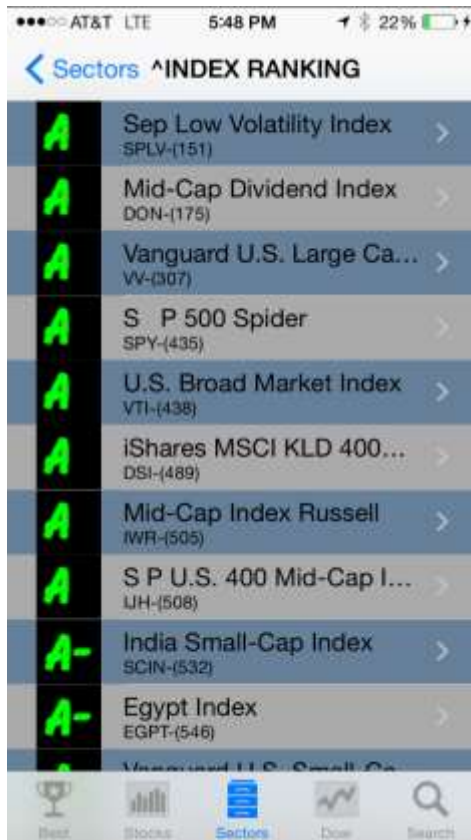 AT&T LTE 5:48 PM 22%
Sectors ^INDEX RANKING
A Sep Low Volatility Index
SPLV-(151)
A Mid-Cap Dividend Index
DON-(175)
A Vanguard U.S. Large Ca...
VV-(307)
A S P 500 Spider
SPY-(435)
A U.S. Broad Market Index
VTI-(438)
A iShares MSCI KLD 400...
DSI-(489)
A Mid-Cap Index Russell
IWR-(505)
A S P U.S. 400 Mid-Cap I...
IJH-(508)
A- India Small-Cap Index
SCIN-(532)
A- Egypt Index
EGPT-(546)
Vanguard U.S. Small-Ca...
Best Stocks Sectors Dow Search